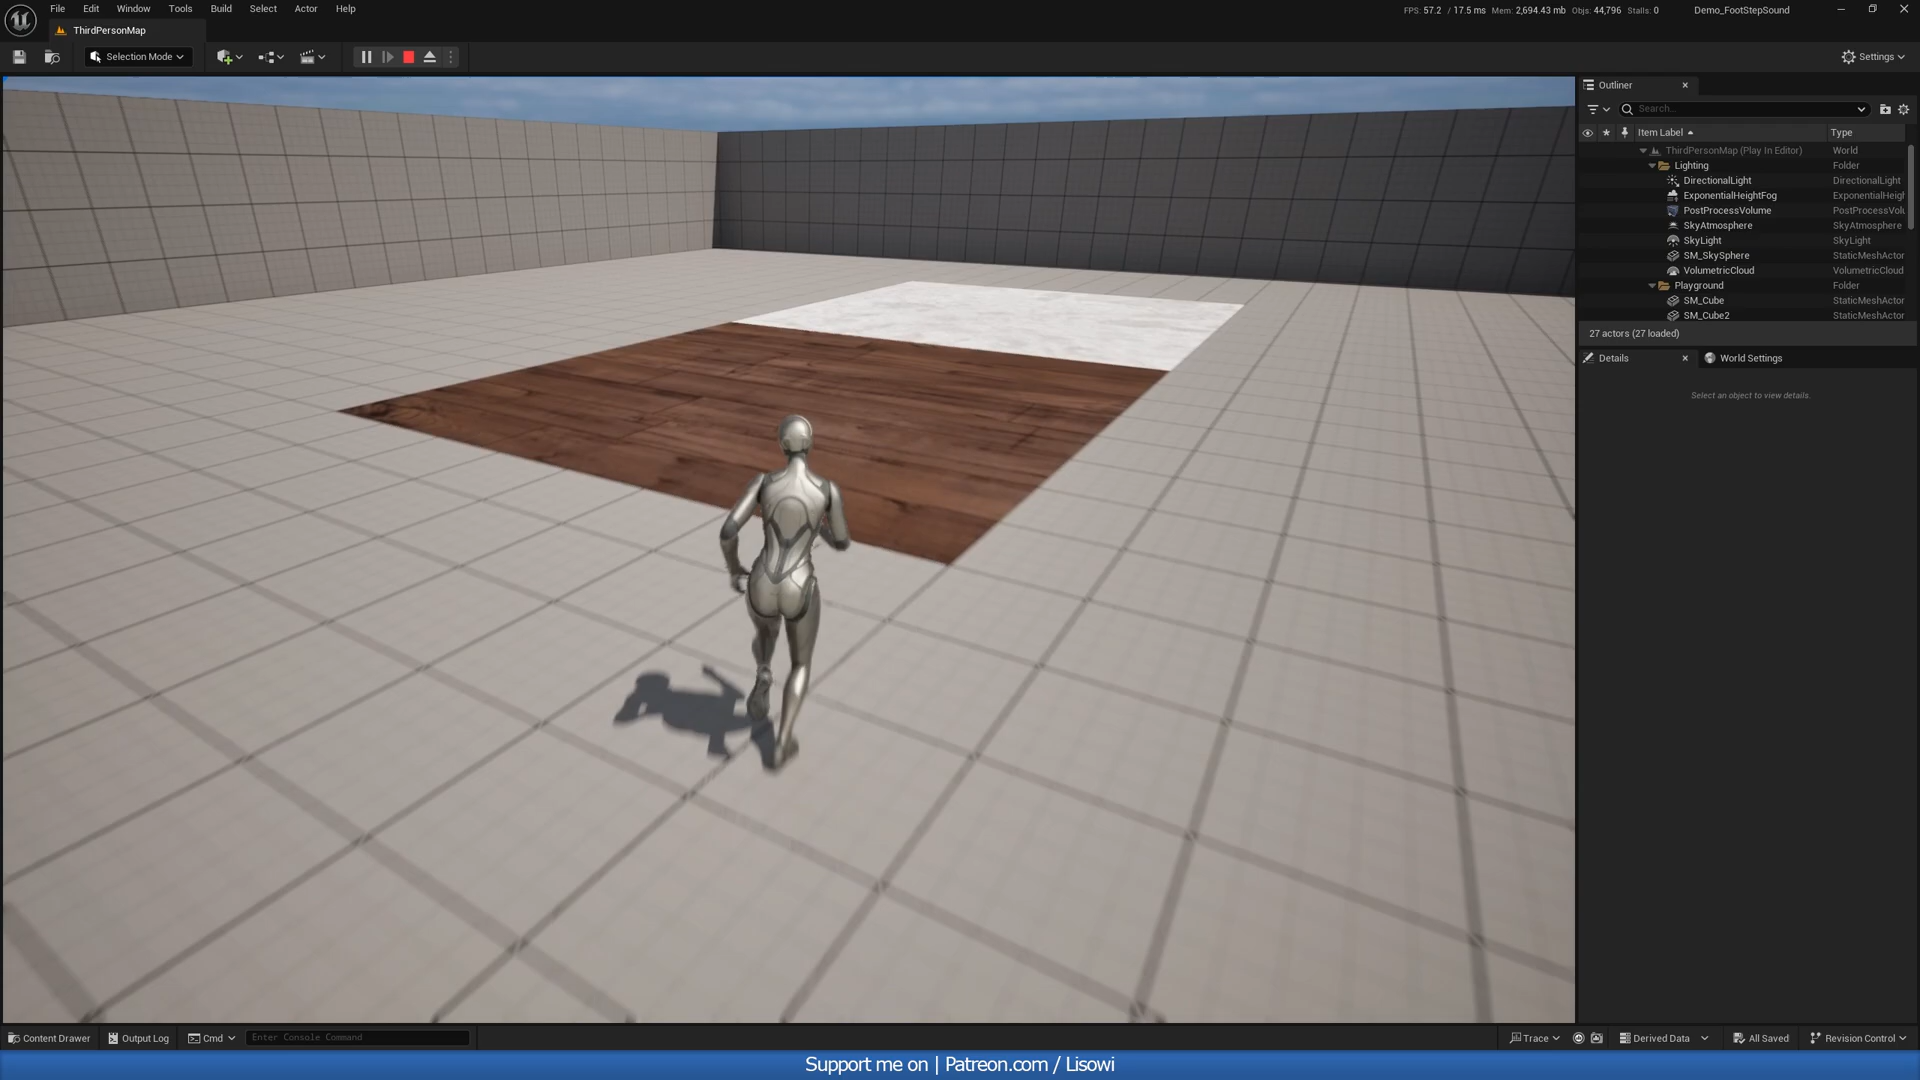 File Edit Window Tools Build Select Actor Help
FPS: 57.2 / 17.5 ms Mem: 2,694.43 mb Objs: 44,796 Stalls: 0
Demo_FootStepSound
ThirdPersonMap
Selection Mode
Settings
Outliner
Search...
Item Label Type
ThirdPersonMap (Play In Editor) World
Lighting Folder
DirectionalLight DirectionalLight
ExponentialHeightFog ExponentialHeigh
PostProcessVolume PostProcessVolu
SkyAtmosphere SkyAtmosphere
SkyLight SkyLight
SM_SkySphere StaticMeshActor
VolumetricCloud VolumetricCloud
Playground Folder
SM_Cube StaticMeshActor
SM_Cube2 StaticMeshActor
27 actors (27 loaded)
Details World Settings
Select an object to view details.
Content Drawer Output Log Cmd Enter Console Command
Trace Derived Data All Saved Revision Control
Support me on | Patreon.com / Lisowi